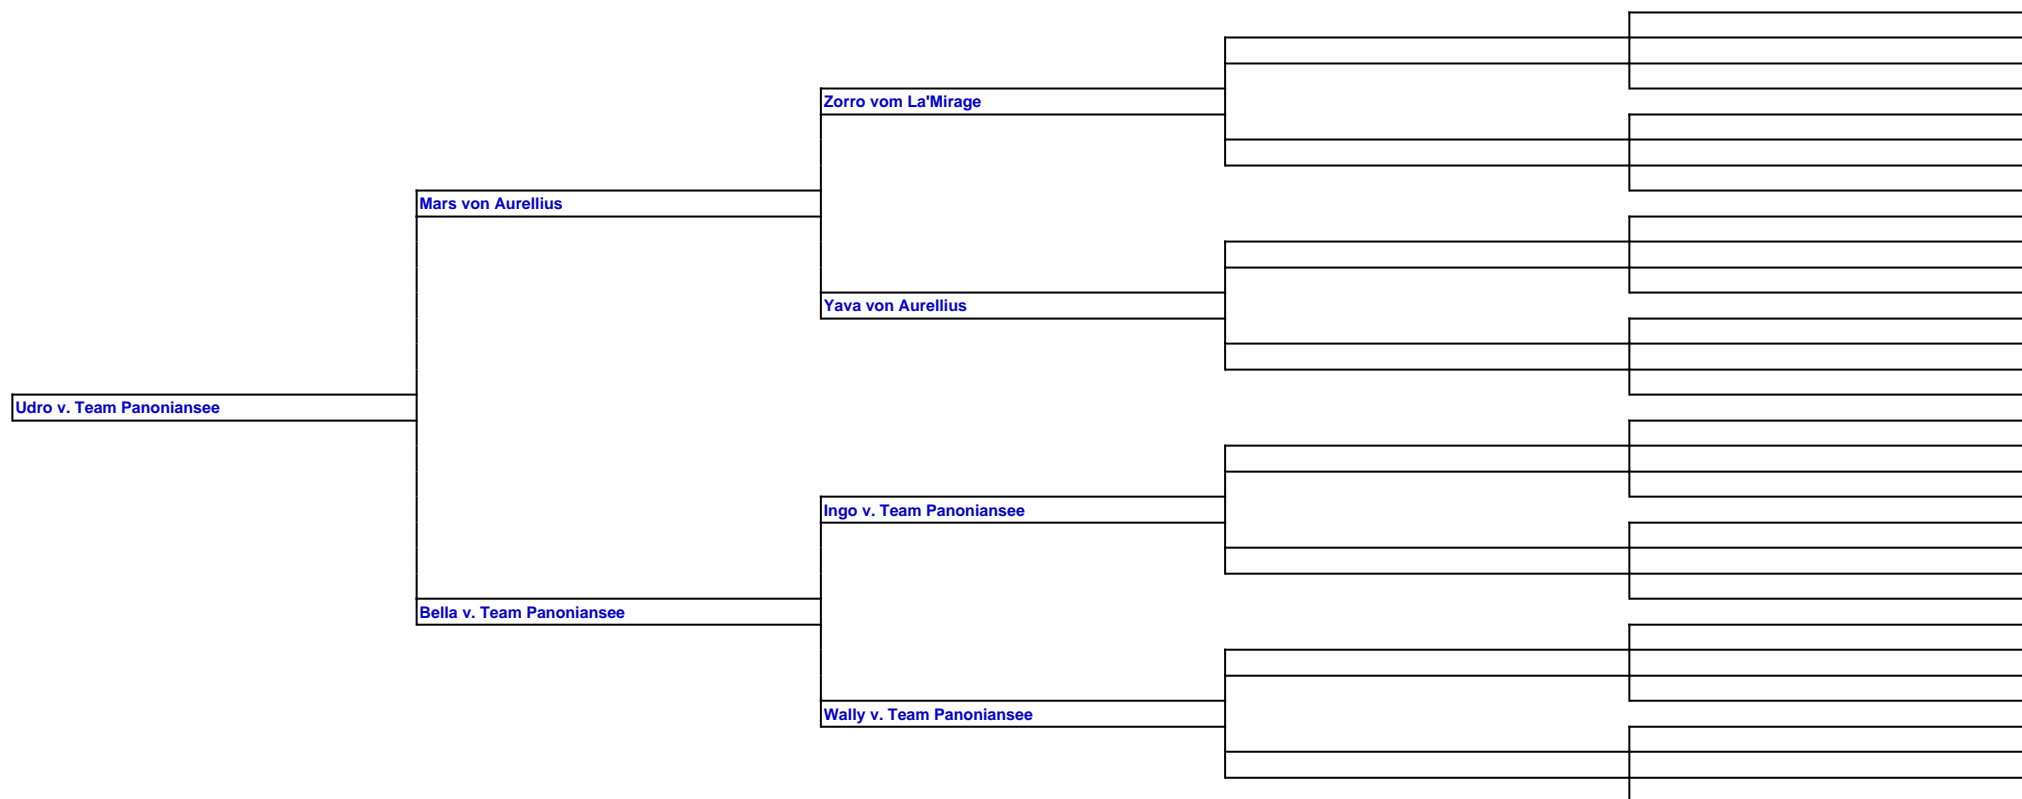 Zorro vom La'Mirage
Mars von Aurellius
Yava von Aurellius
Udro v. Team Panoniansee
Ingo v. Team Panoniansee
Bella v. Team Panoniansee
Wally v. Team Panoniansee